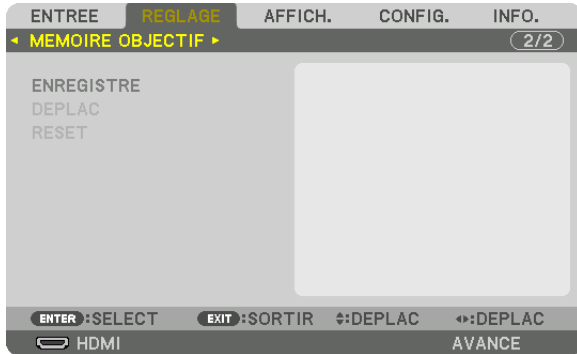 ENTREE REGLAGE AFFICH. CONFIG. INFO.
MEMOIRE OBJECTIF 2/2
ENREGISTRE
DEPLAC
RESET
ENTER :SELECT EXIT :SORTIR :DEPLAC :DEPLAC
HDMI AVANCE